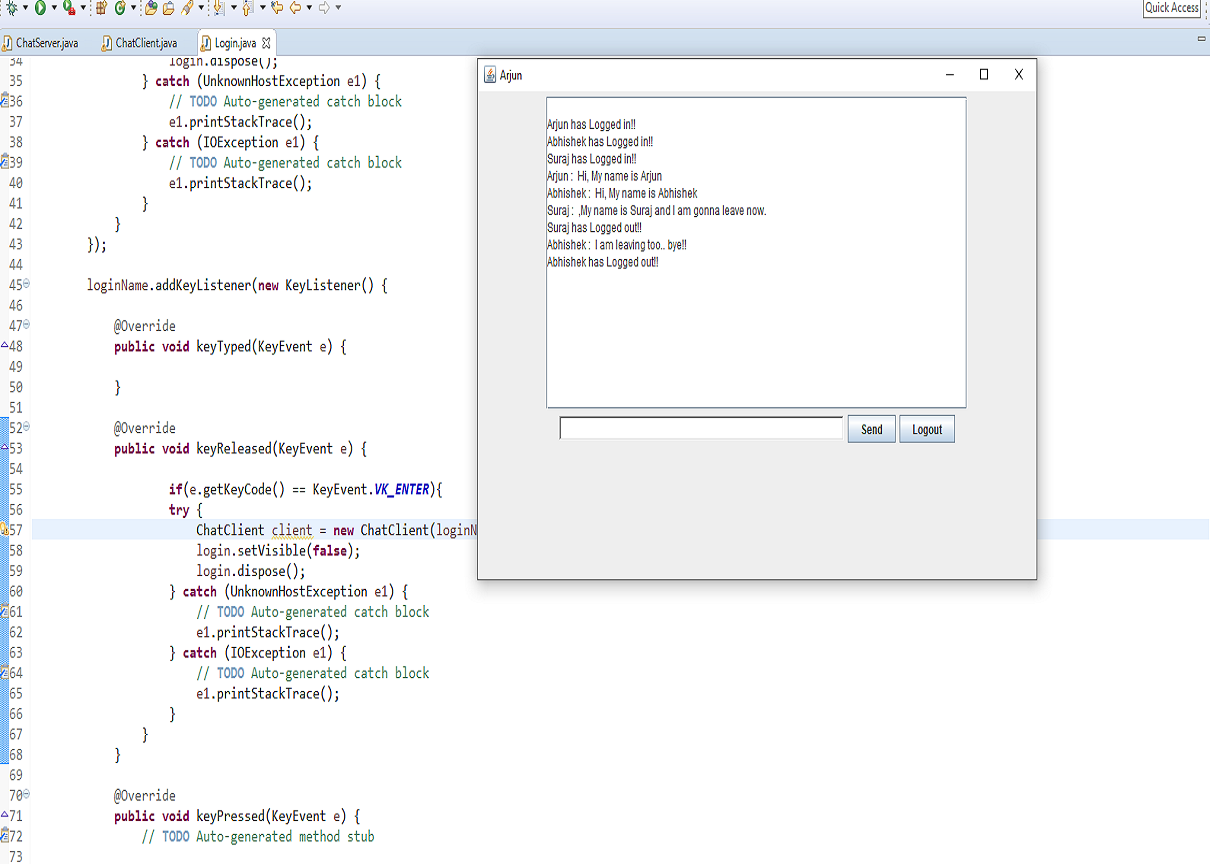 Quick Access
ChatServer.java
ChatClient.java
Login.java
34 login.dispose();
35 } catch (UnknownHostException e1) {
36 // TODO Auto-generated catch block
37 e1.printStackTrace();
38 } catch (IOException e1) {
39 // TODO Auto-generated catch block
40 e1.printStackTrace();
41 }
42 }
43 });
44
45 loginName.addKeyListener(new KeyListener() {
46
47 @Override
48 public void keyTyped(KeyEvent e) {
49
50 }
51
52 @Override
53 public void keyReleased(KeyEvent e) {
54
55 if(e.getKeyCode() == KeyEvent.VK_ENTER){
56 try {
57 ChatClient client = new ChatClient(loginN
58 login.setVisible(false);
59 login.dispose();
60 } catch (UnknownHostException e1) {
61 // TODO Auto-generated catch block
62 e1.printStackTrace();
63 } catch (IOException e1) {
64 // TODO Auto-generated catch block
65 e1.printStackTrace();
66 }
67 }
68 }
69
70 @Override
71 public void keyPressed(KeyEvent e) {
72 // TODO Auto-generated method stub
73
Arjun
Arjun has Logged in!!
Abhishek has Logged in!!
Suraj has Logged in!!
Arjun : Hi, My name is Arjun
Abhishek : Hi, My name is Abhishek
Suraj : ,My name is Suraj and I am gonna leave now.
Suraj has Logged out!!
Abhishek : I am leaving too.. bye!!
Abhishek has Logged out!!
Send
Logout